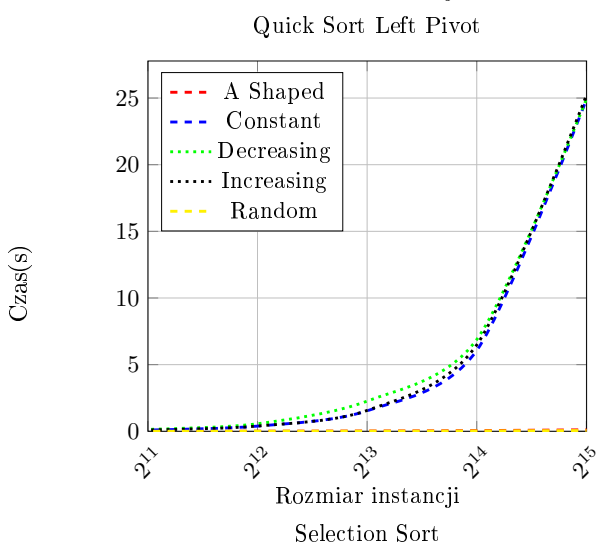 Quick Sort Left Pivot
25
20
15
10
5
0
A Shaped
Constant
Decreasing
Increasing
Random
Czas(s)
2^11
2^12
2^13
2^14
2^15
Rozmiar instancji
Selection Sort